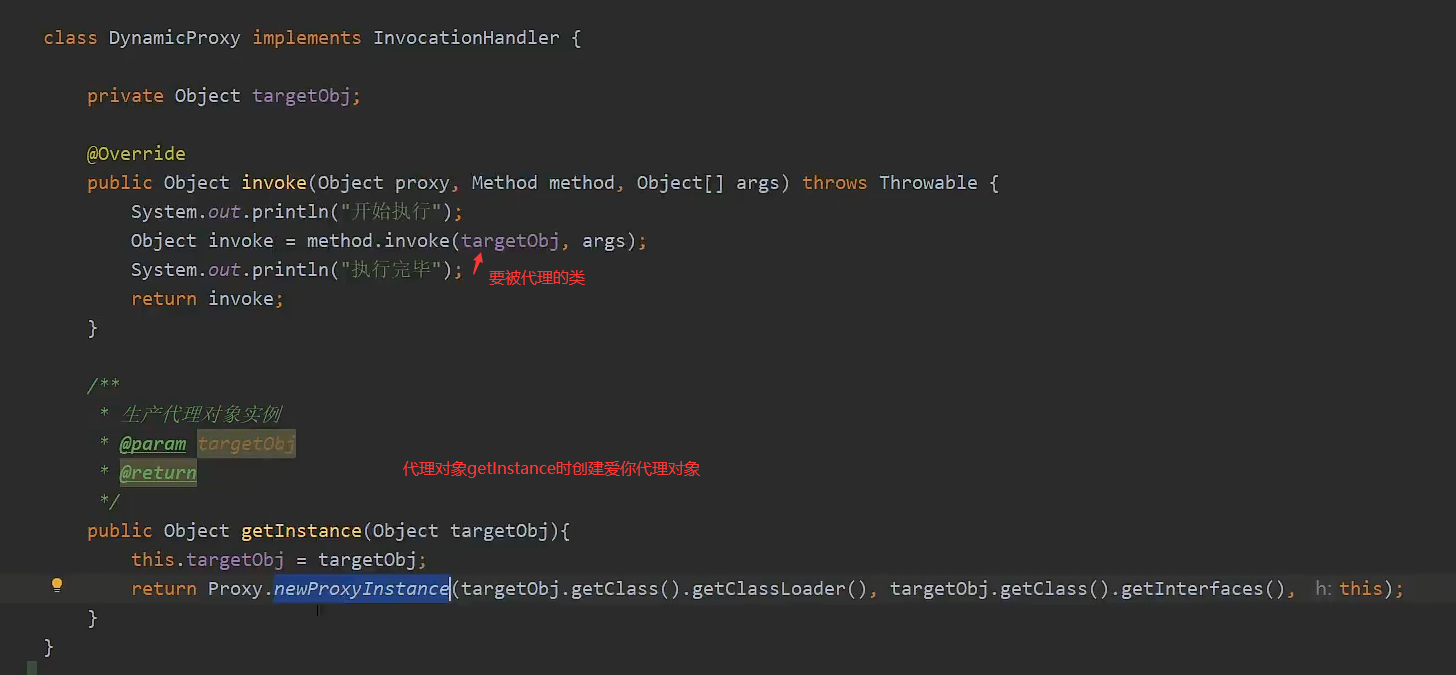 class DynamicProxy implements InvocationHandler {
private Object targetObj;
@Override
public Object invoke(Object proxy, Method method, Object[] args) throws Throwable {
System.out.println("开始执行");
Object invoke = method.invoke(targetObj, args);
System.out.println("执行完毕");
要被代理的类
return invoke;
}
/**
* 生产代理对象实例
* @param targetObj
* @return
代理对象getInstance时创建爱你代理对象
*/
public Object getInstance(Object targetObj){
this.targetObj = targetObj;
return Proxy.newProxyInstance(targetObj.getClass().getClassLoader(), targetObj.getClass().getInterfaces(), h: this);
}
}